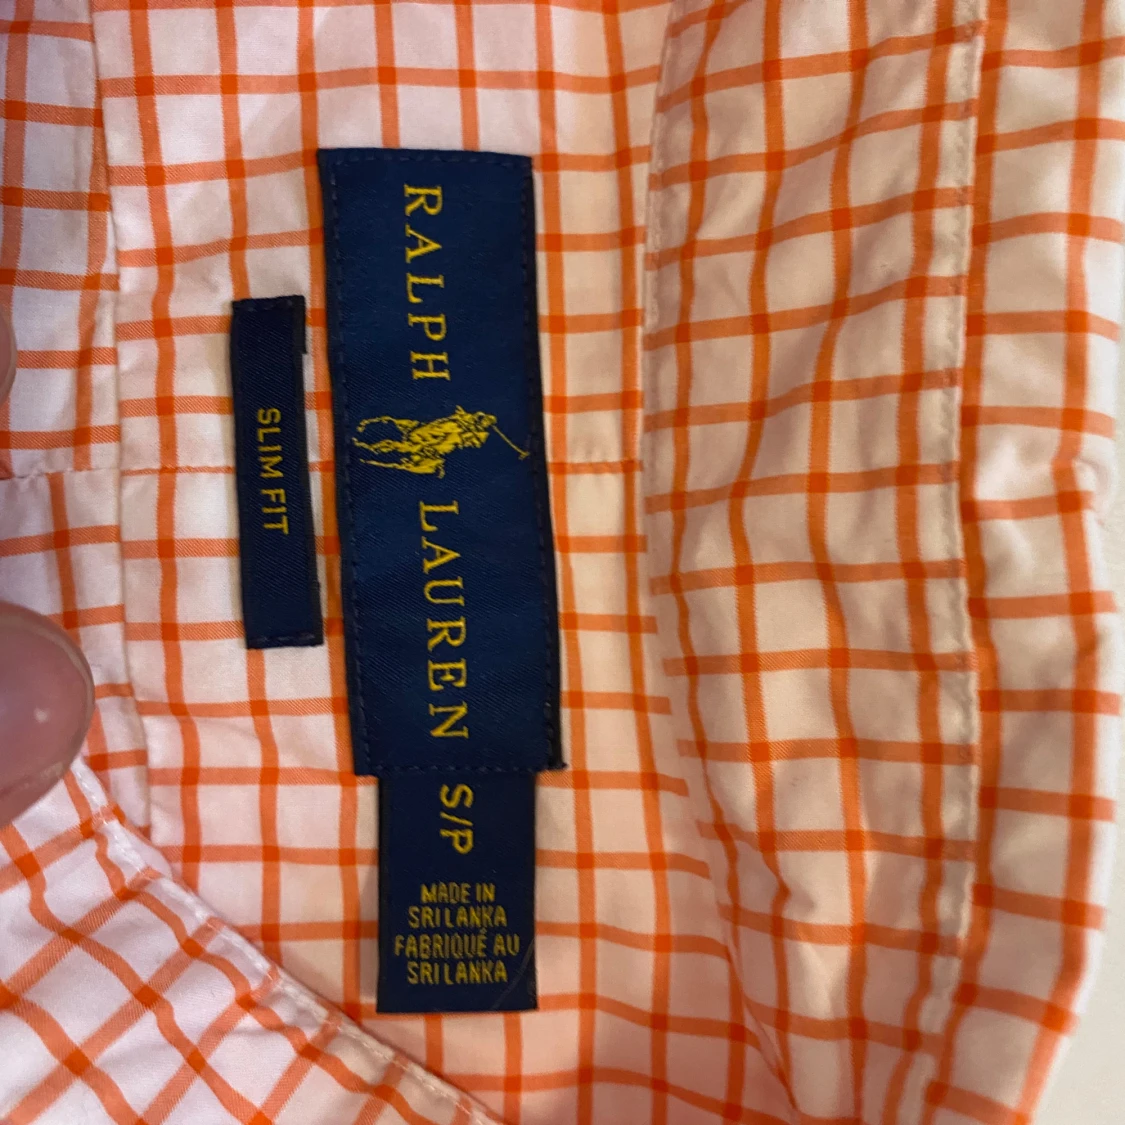 RALPH LAUREN
SLIM FIT
S/P
MADE IN
SRI LANKA
FABRIQUÉ AU
SRI LANKA